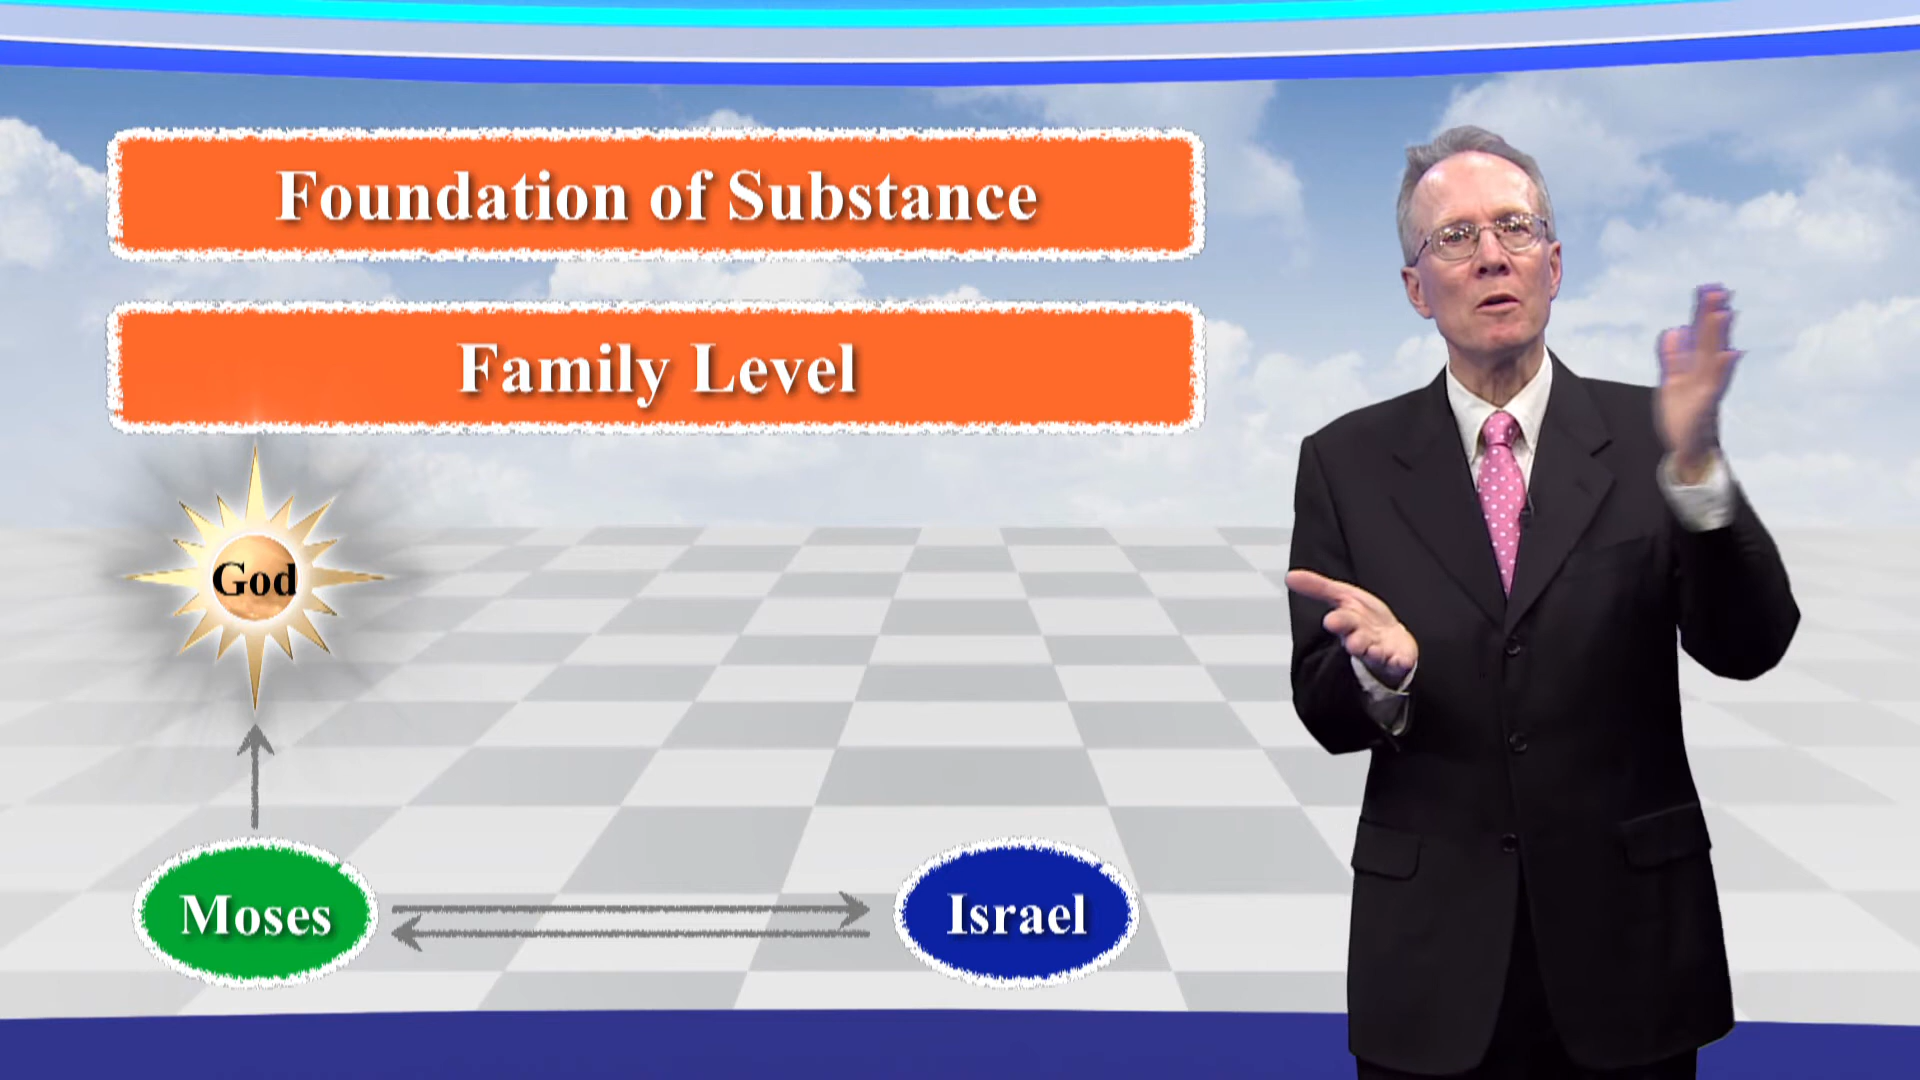 Foundation of Substance
Family Level
God
Moses
Israel